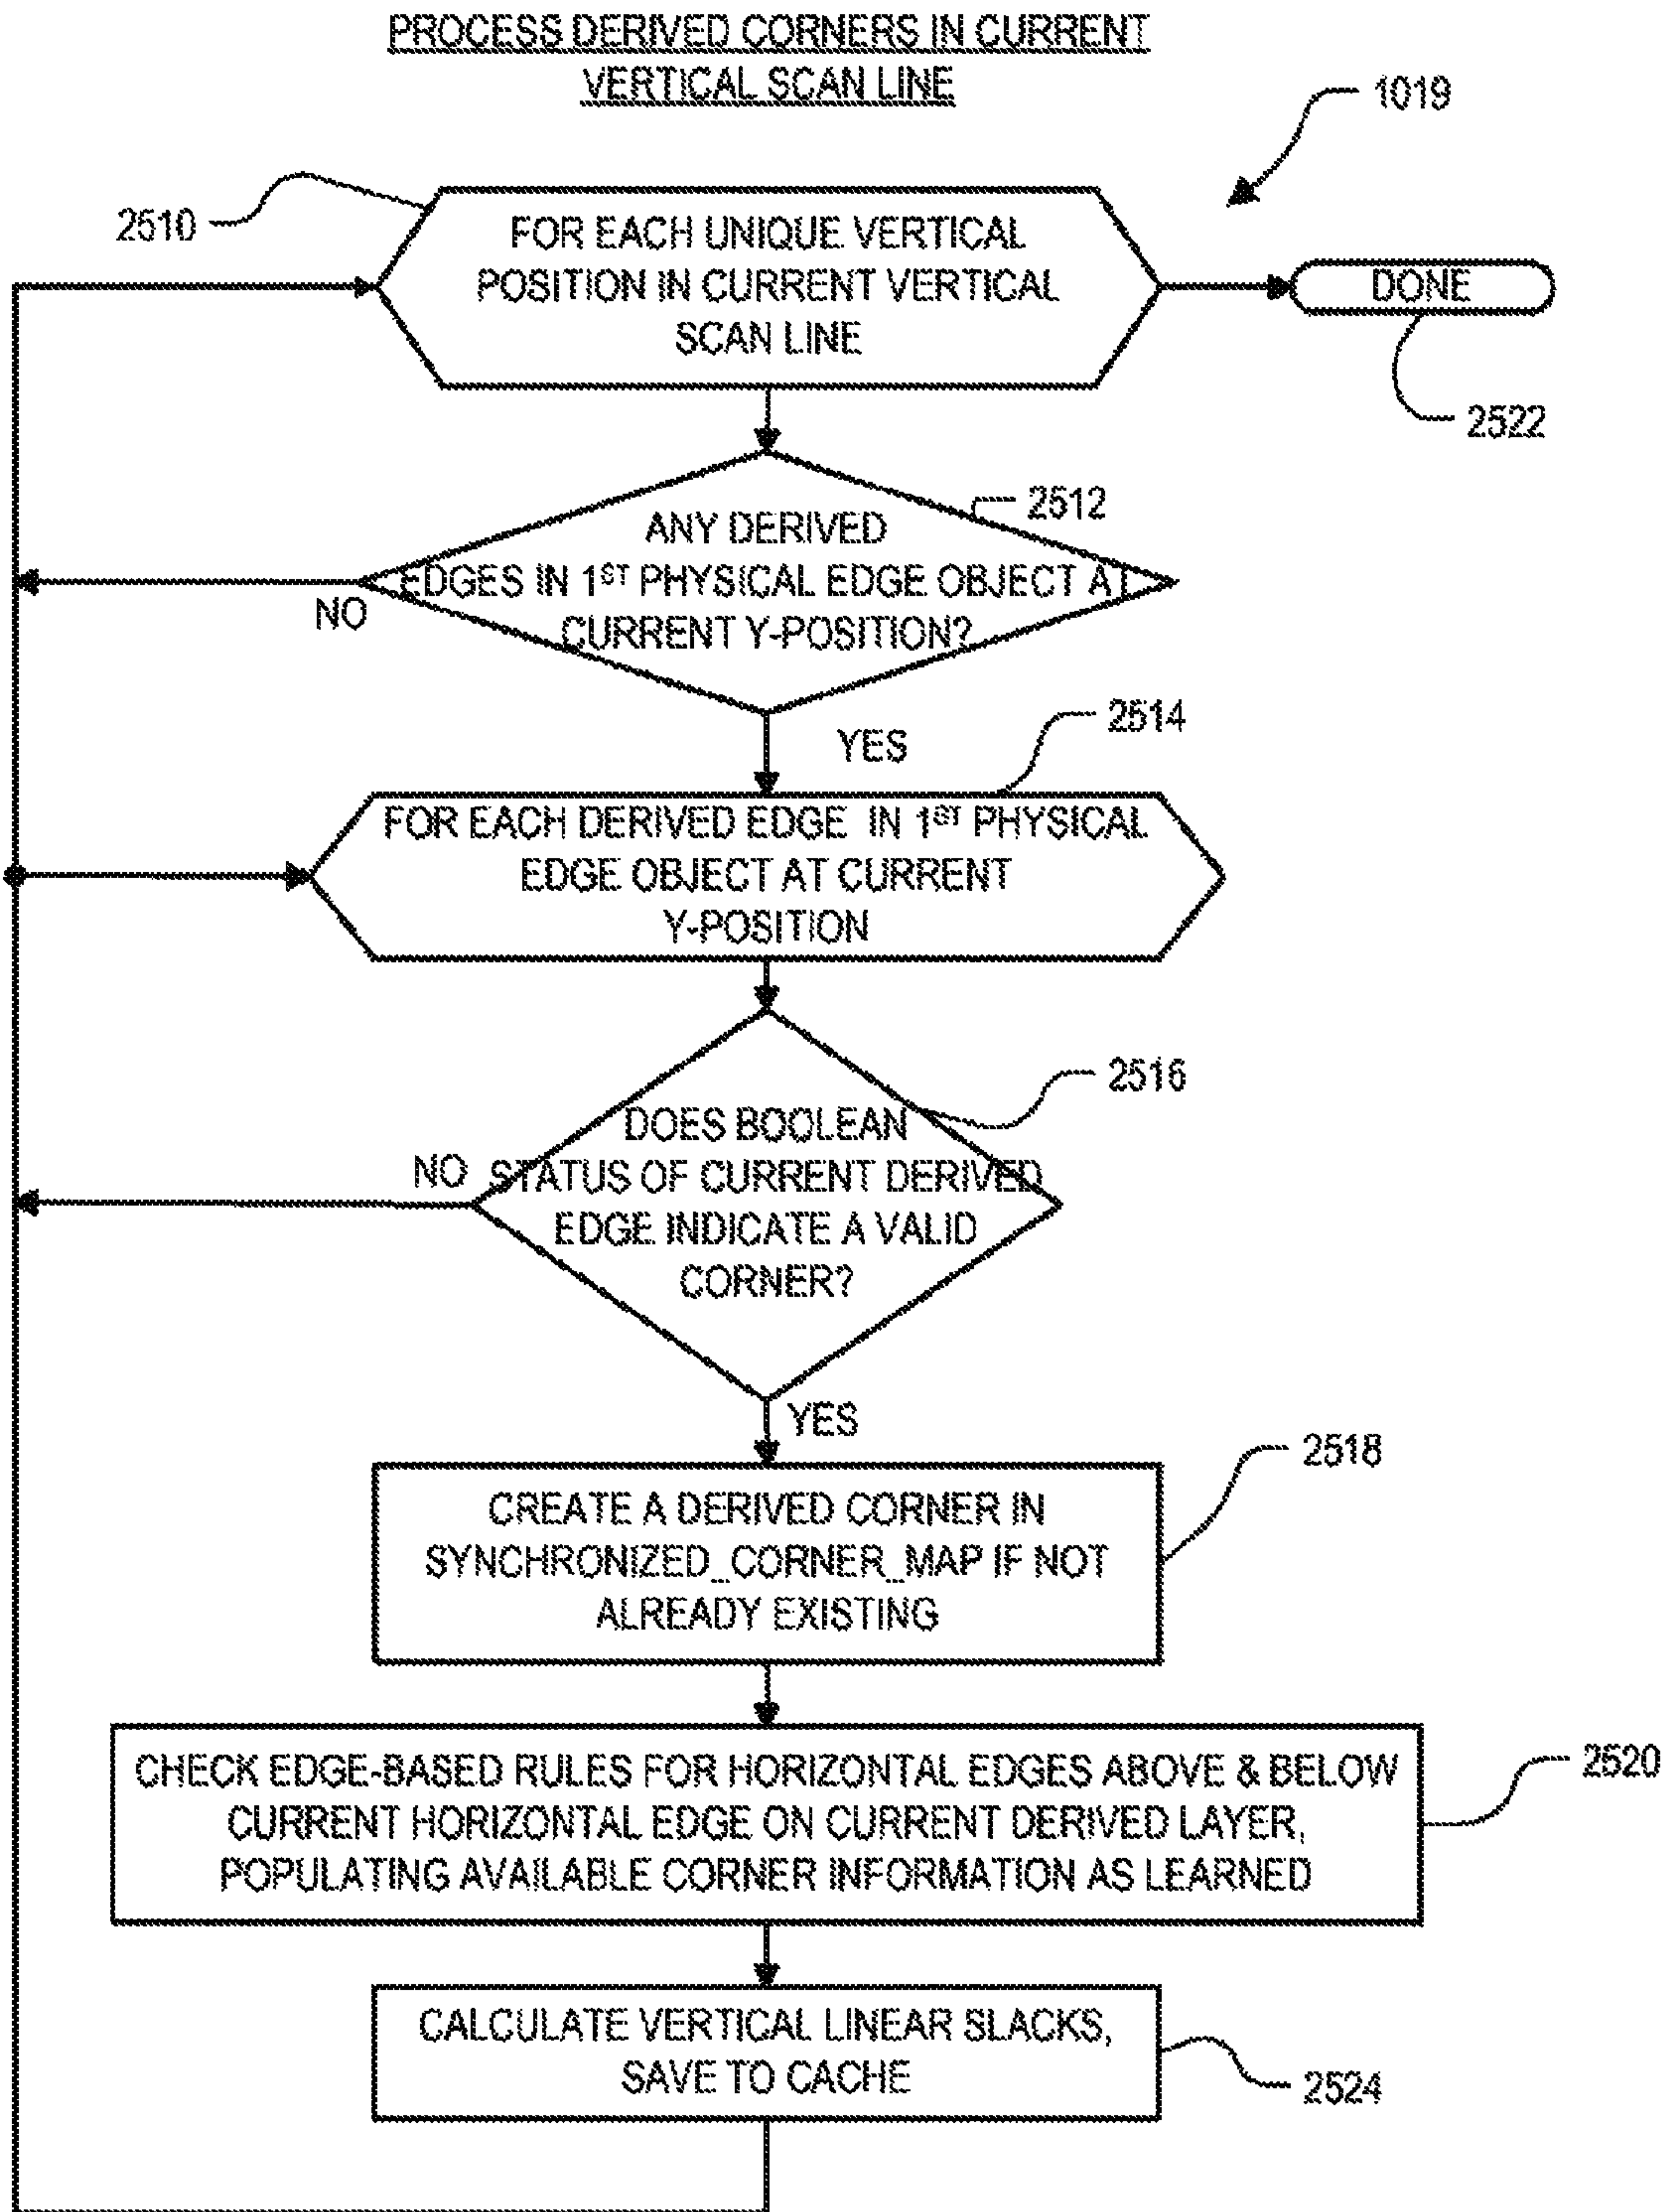 PROCESS DERIVED CORNERS IN CURRENT
VERTICAL SCAN LINE
1019
2510
FOR EACH UNIQUE VERTICAL
POSITION IN CURRENT VERTICAL
SCAN LINE
DONE
2522
2512
ANY DERIVED
EDGES IN 1ST PHYSICAL EDGE OBJECT AT
CURRENT Y-POSITION?
NO
YES
2514
FOR EACH DERIVED EDGE IN 1ST PHYSICAL
EDGE OBJECT AT CURRENT
Y-POSITION
2516
DOES BOOLEAN
STATUS OF CURRENT DERIVED
EDGE INDICATE A VALID
CORNER?
NO
YES
2518
CREATE A DERIVED CORNER IN
SYNCHRONIZED_CORNER_MAP IF NOT
ALREADY EXISTING
2520
CHECK EDGE-BASED RULES FOR HORIZONTAL EDGES ABOVE & BELOW
CURRENT HORIZONTAL EDGE ON CURRENT DERIVED LAYER,
POPULATING AVAILABLE CORNER INFORMATION AS LEARNED
CALCULATE VERTICAL LINEAR SLACKS,
SAVE TO CACHE
2524